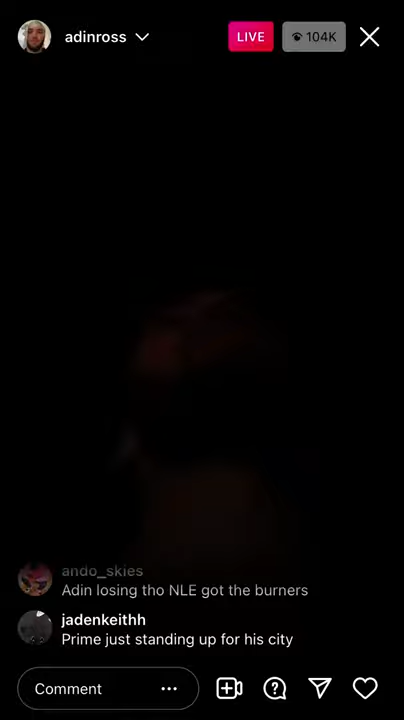 adinross
LIVE
104K
ando_skies
Adin losing tho NLE got the burners
jadenkeithh
Prime just standing up for his city
Comment